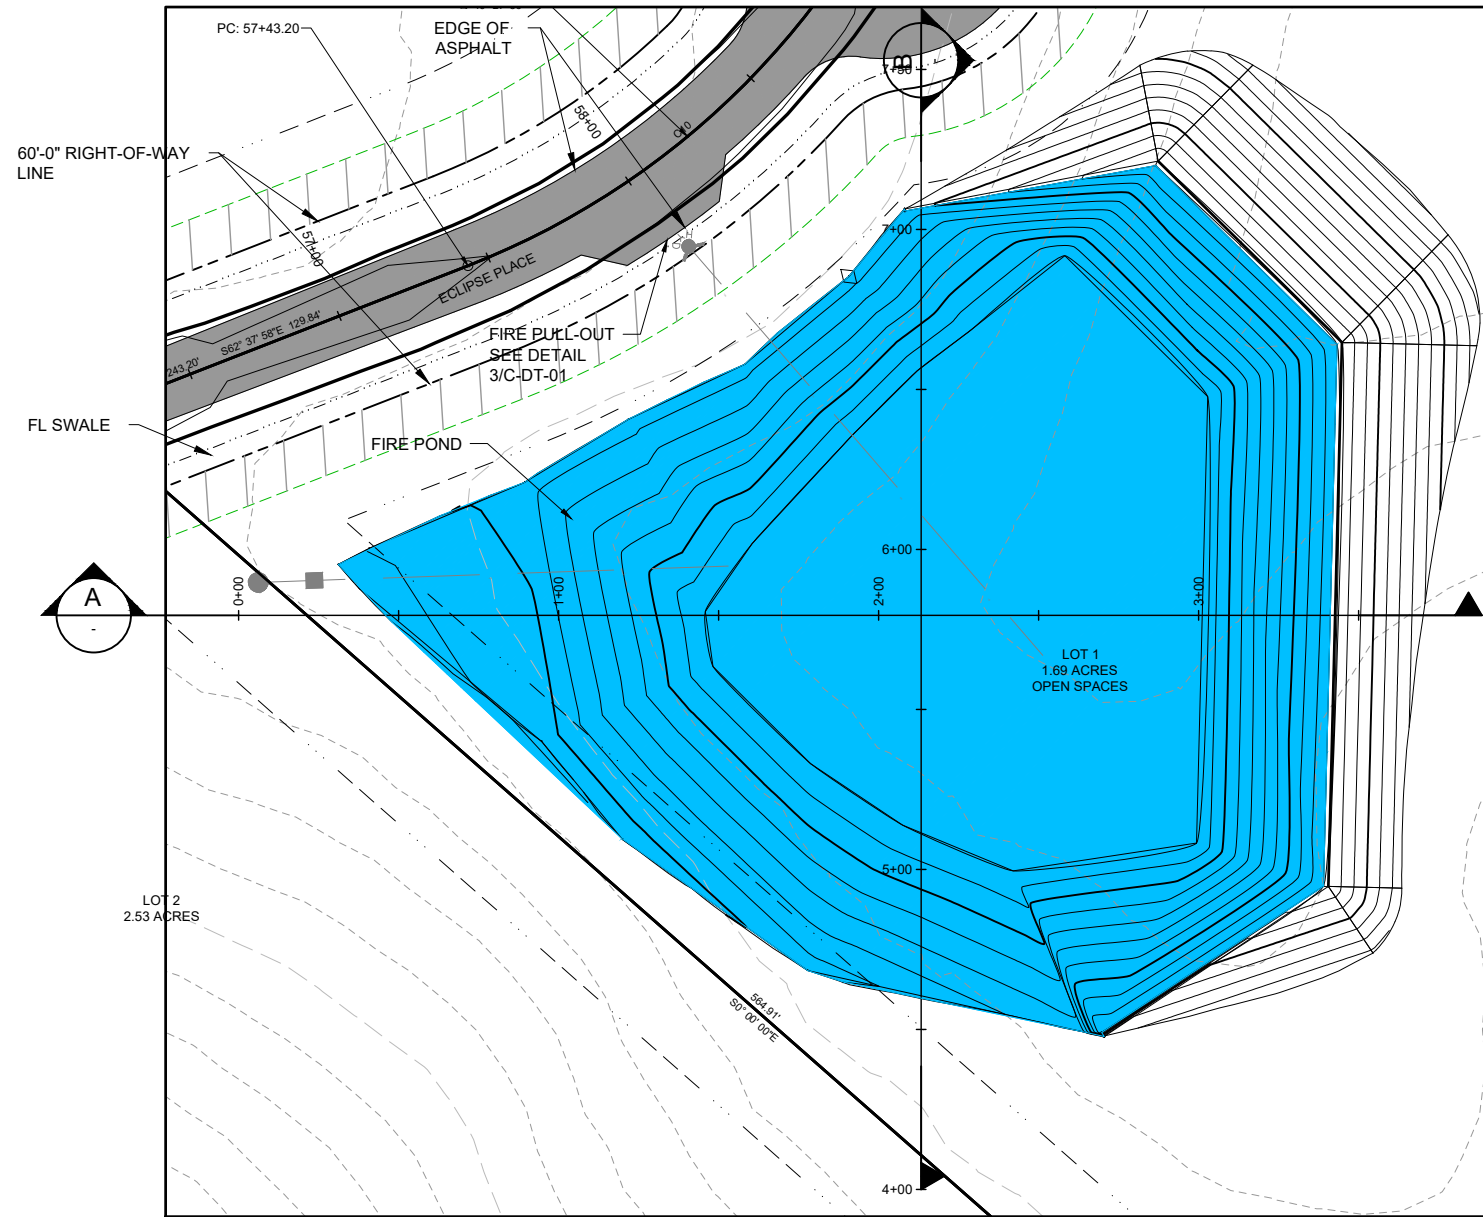 PC: 57+43.20
EDGE OF
ASPHALT
B
7+50
58+00
C10
60'-0" RIGHT-OF-WAY
LINE
57+00
7+00
ECLIPSE PLACE
S62° 37' 58"E 129.84'
243.20'
FIRE PULL-OUT
SEE DETAIL
3/C-DT-01
FL SWALE
FIRE POND
6+00
A
-
0+00
1+00
2+00
3+00
LOT 1
1.69 ACRES
OPEN SPACES
5+00
LOT 2
2.53 ACRES
564.91'
S0° 00' 00"E
4+00